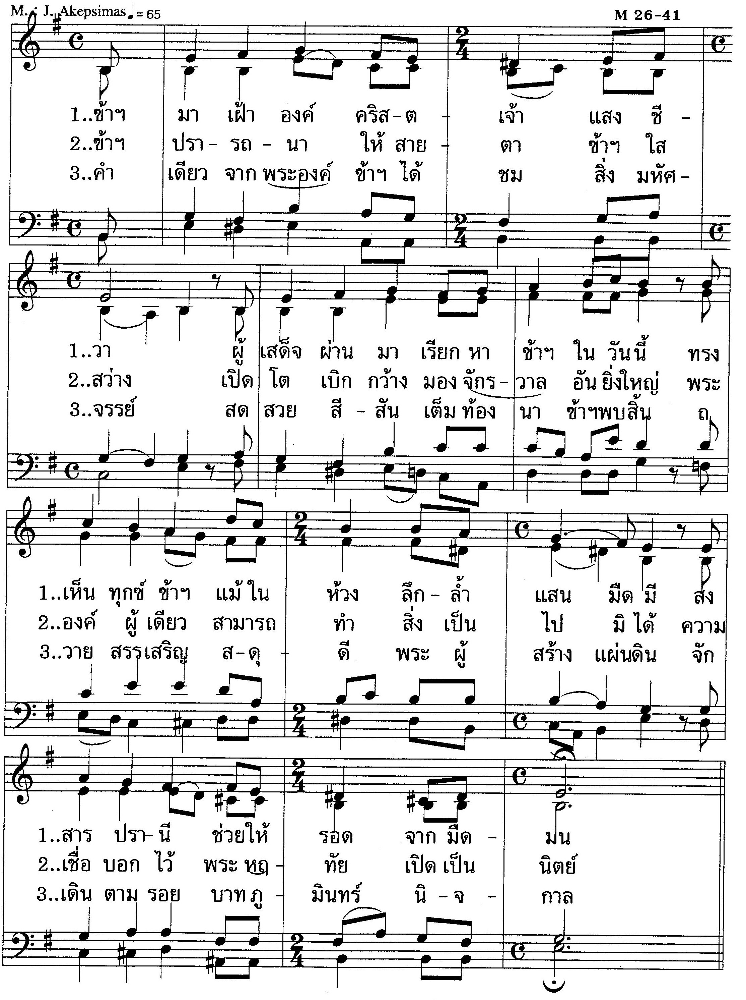 M. : J. Akepsimas ♩= 65
M 26-41
1..ข้าฯ มา เฝ้า องค์ คริส-ต - เจ้า แสง ชี -
2..ข้าฯ ปรา- รถ - นา ให้ สาย - ตา ข้าฯ ใส
3..คำ เดียว จาก พระองค์ ข้าฯ ได้ ชม สิ่ง มหัศ-
1..วา ผู้ เสด็จ ผ่าน มา เรียก หา ข้าฯ ใน วันนี้ ทรง
2..สว่าง เปิด โต เบิก กว้าง มอง จักร-วาล อัน ยิ่งใหญ่ พระ
3..จรรย์ สด สวย สี - สัน เต็ม ท้อง นา ข้าฯพบสิ้น ถ
1..เห็น ทุกข์ ข้าฯ แม้ ใน ห้วง ลึก - ล้ำ แสน มืด มี สง
2..องค์ ผู้ เดียว สามารถ ทำ สิ่ง เป็น ไป มิ ได้ ความ
3..วาย สรรเสริญ ส-ดุ - ดี พระ ผู้ สร้าง แผ่นดิน จัก
1..สาร ปรา-นี ช่วยให้ รอด จาก มืด - มน
2..เชื่อ บอก ไว้ พระ หฤ - ทัย เปิด เป็น นิตย์
3..เดิน ตาม รอย บาท ภู - มินทร์ นิ - จ - กาล